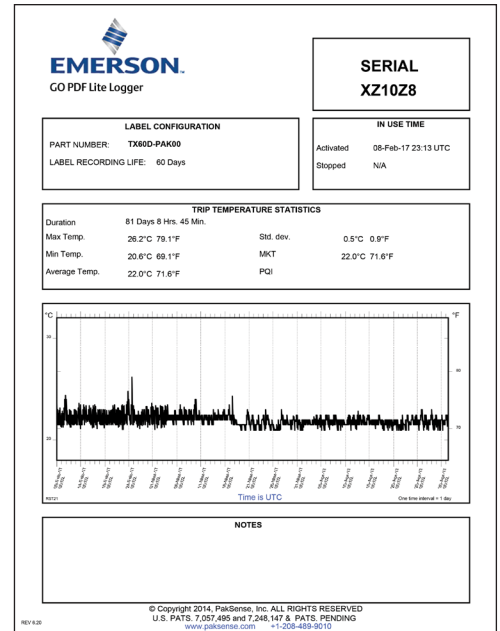 EMERSON™
GO PDF Lite Logger
SERIAL
XZ10Z8
LABEL CONFIGURATION
PART NUMBER: TX60D-PAK00
LABEL RECORDING LIFE: 60 Days
IN USE TIME
Activated 08-Feb-17 23:13 UTC
Stopped N/A
TRIP TEMPERATURE STATISTICS
Duration 81 Days 8 Hrs. 45 Min.
Max Temp. 26.2°C 79.1°F Std. dev. 0.5°C 0.9°F
Min Temp. 20.6°C 69.1°F MKT 22.0°C 71.6°F
Average Temp. 22.0°C 71.6°F PQI
°C °F
30
80
70
20
Time is UTC
One time interval = 1 day
NOTES
© Copyright 2014, PakSense, Inc. ALL RIGHTS RESERVED
U.S. PATS. 7,057,495 and 7,248,147 & PATS. PENDING
www.paksense.com +1-208-489-9010
REV 6.20